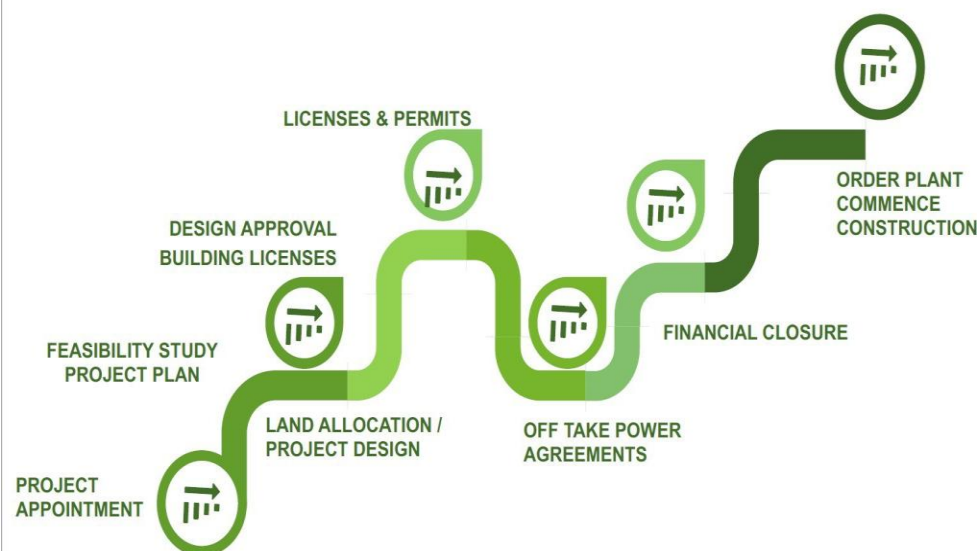 LICENSES & PERMITS
ORDER PLANT
COMMENCE
CONSTRUCTION
DESIGN APPROVAL
BUILDING LICENSES
FINANCIAL CLOSURE
FEASIBILITY STUDY
PROJECT PLAN
LAND ALLOCATION /
PROJECT DESIGN
OFF TAKE POWER
AGREEMENTS
PROJECT
APPOINTMENT